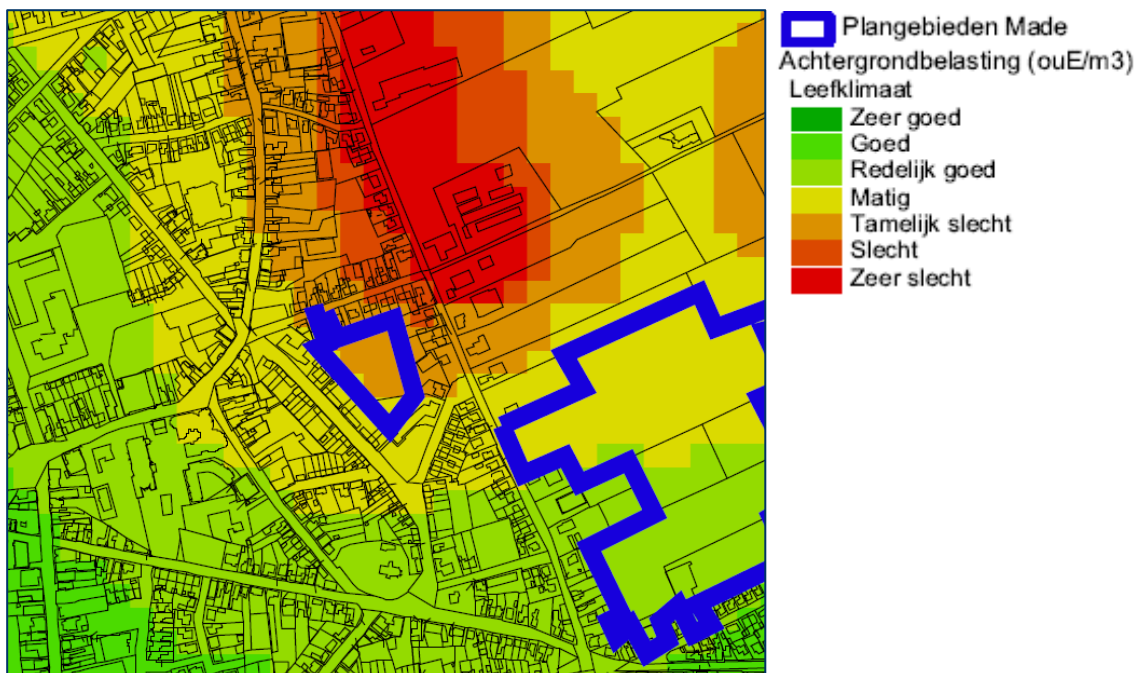 Plangebieden Made
Achtergrondbelasting (ouE/m3)
Leefklimaat
Zeer goed
Goed
Redelijk goed
Matig
Tamelijk slecht
Slecht
Zeer slecht